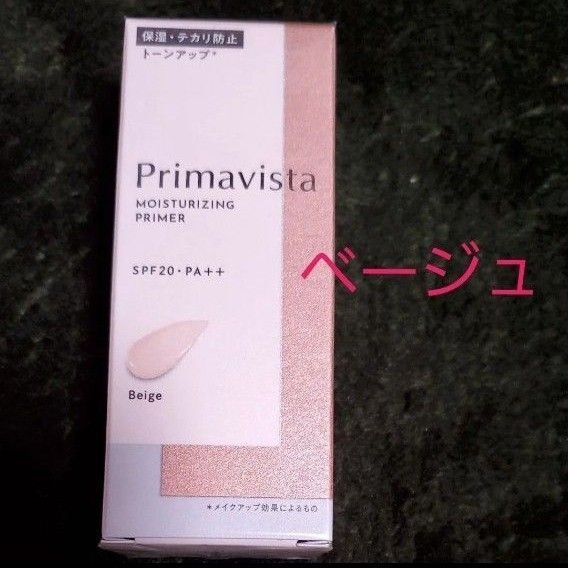 保湿・テカリ防止
トーンアップ*
Primavista
MOISTURIZING
PRIMER
SPF20・PA++
ベージュ
Beige
*メイクアップ効果によるもの